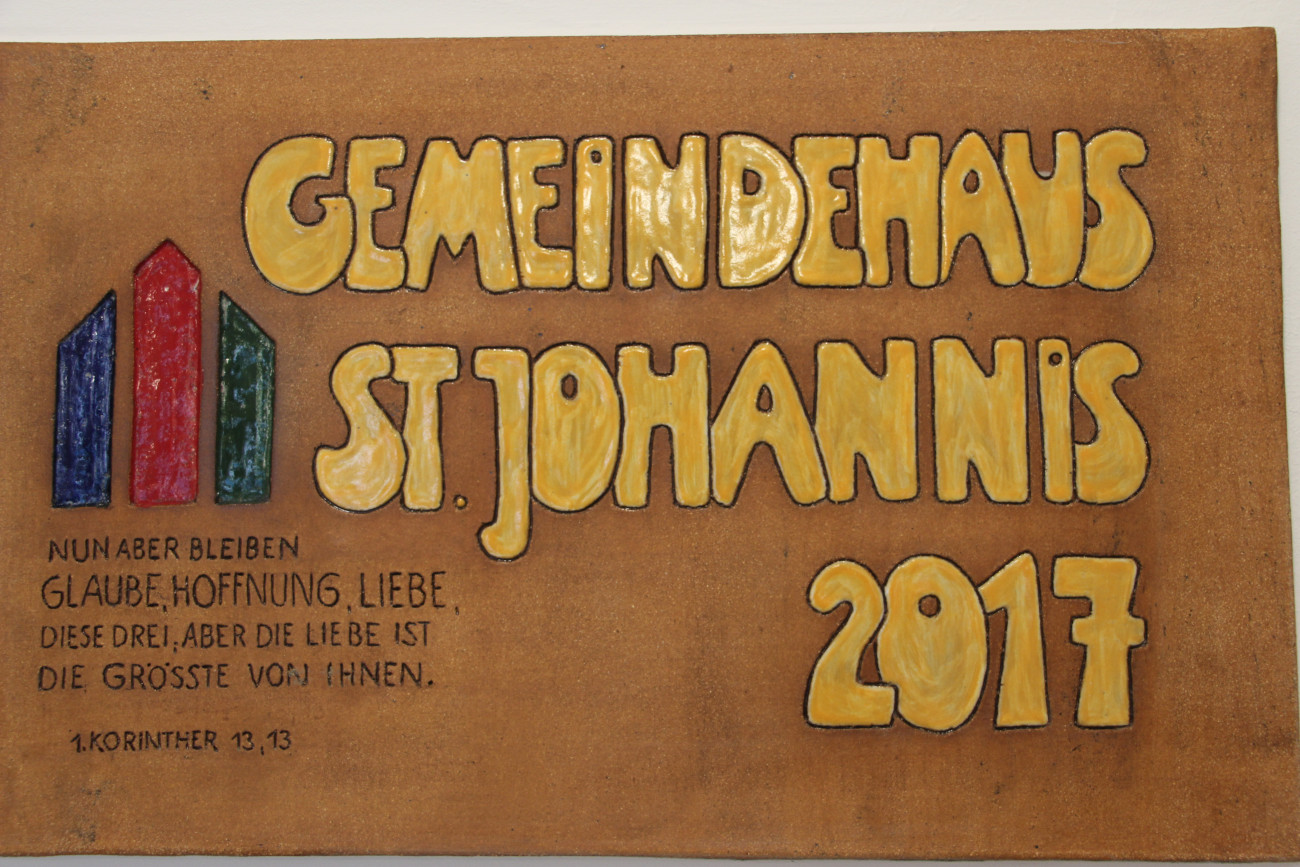 GEMEINDEHAUS
ST. JOHANNIS
2017
NUN ABER BLEIBEN
GLAUBE, HOFFNUNG, LIEBE,
DIESE DREI; ABER DIE LIEBE IST
DIE GRÖSSTE VON IHNEN.
1. KORINTHER 13,13